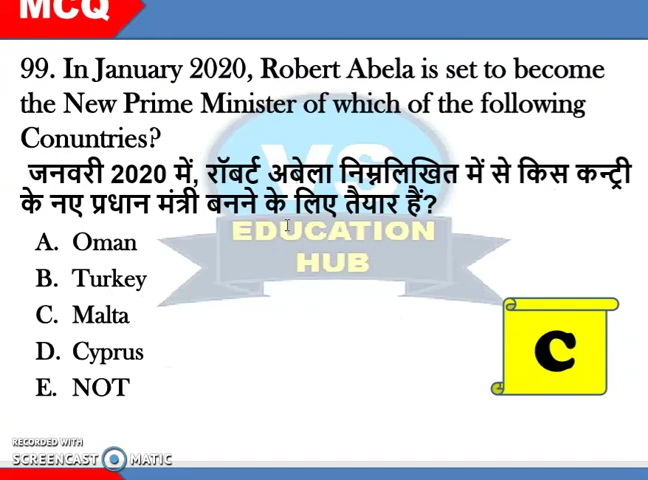 MCQ
99. In January 2020, Robert Abela is set to become
the New Prime Minister of which of the following
Conuntries?
जनवरी 2020 में, रॉबर्ट अबेला निम्नलिखित में से किस कन्ट्री
के नए प्रधान मंत्री बनने के लिए तैयार हैं?
VS
EDUCATION
HUB
A. Oman
B. Turkey
C. Malta
D. Cyprus
E. NOT
C
RECORDED WITH
SCREENCAST MATIC